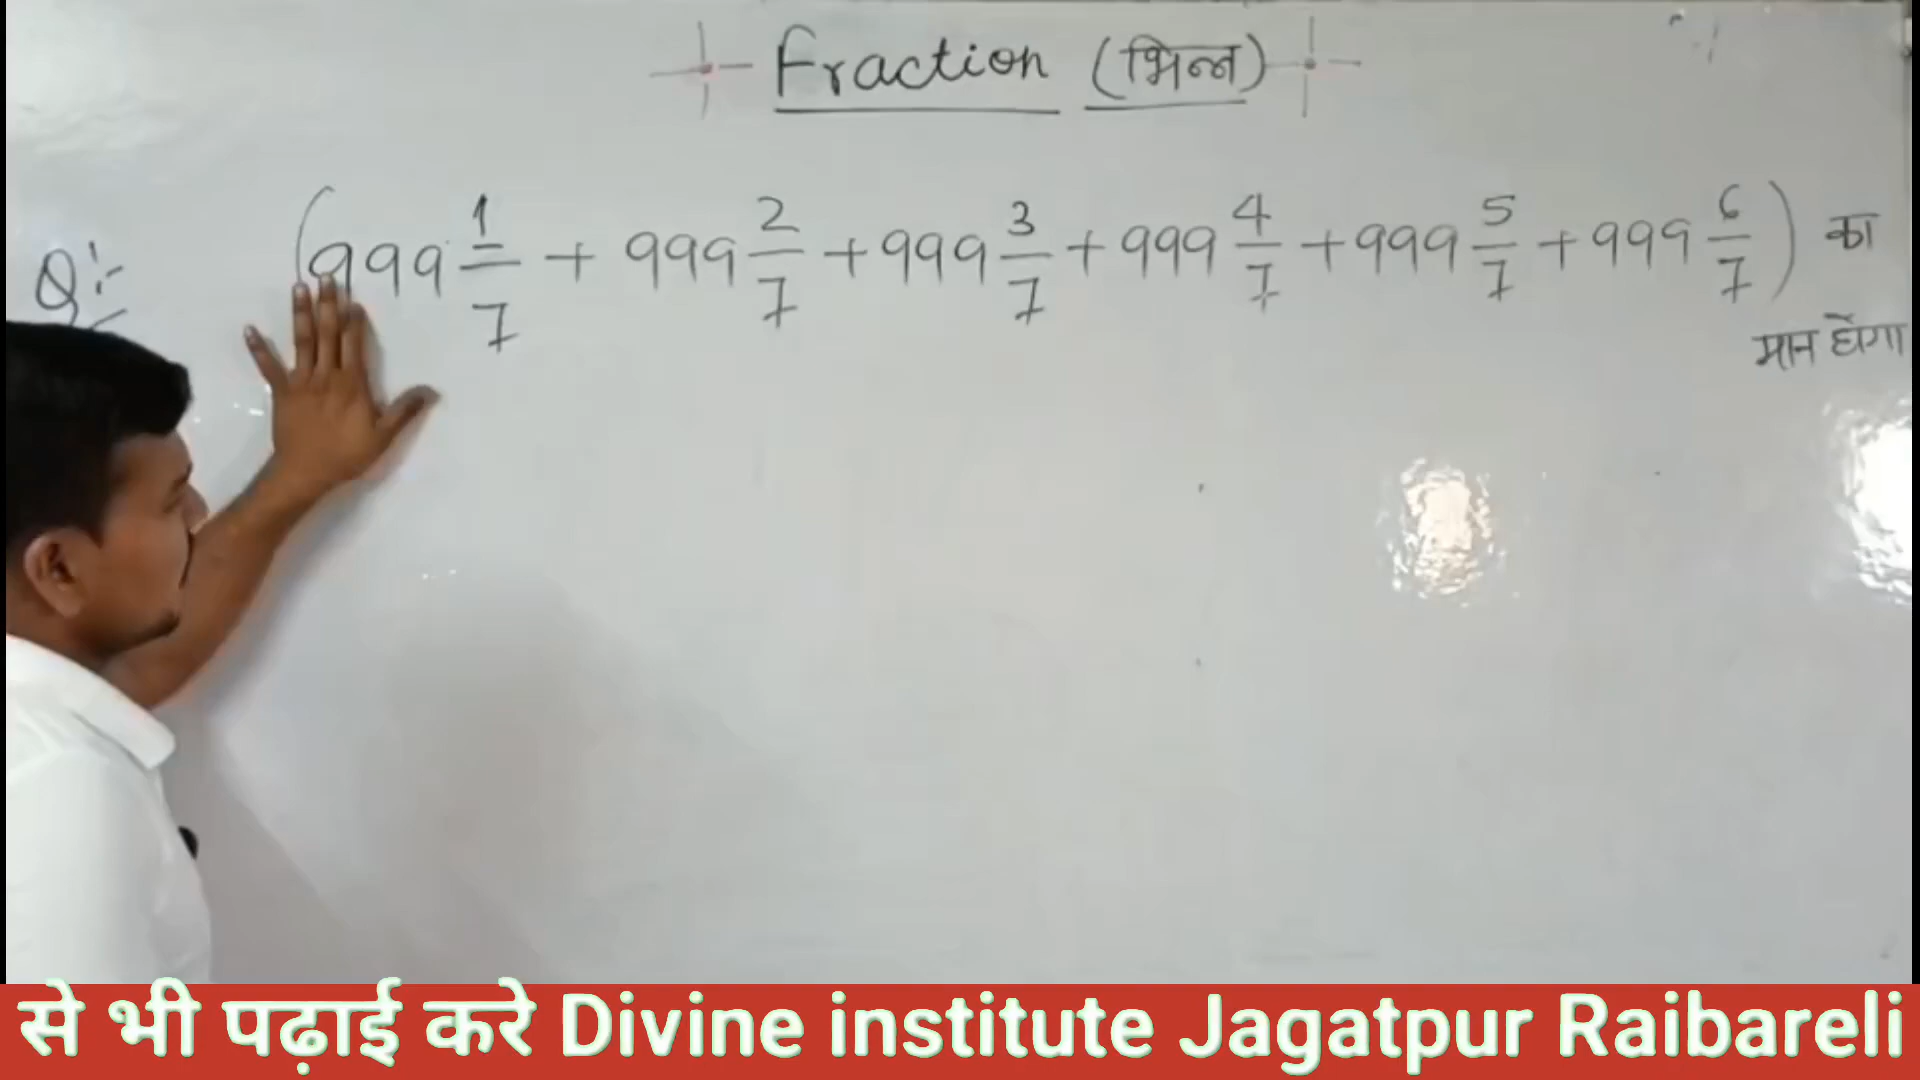 Fraction (भिन्न)
Q:- (999 1/7 + 999 2/7 + 999 3/7 + 999 4/7 + 999 5/7 + 999 6/7) का
मान होगा
से भी पढ़ाई करे Divine institute Jagatpur Raibareli